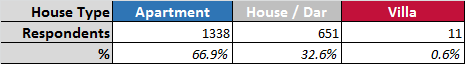 House Type Apartment House / Dar Villa
Respondents 1338 651 11
% 66.9% 32.6% 0.6%